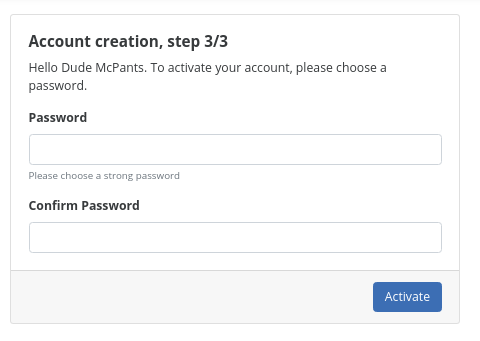 Account creation, step 3/3
Hello Dude McPants. To activate your account, please choose a
password.
Password
Please choose a strong password
Confirm Password
Activate